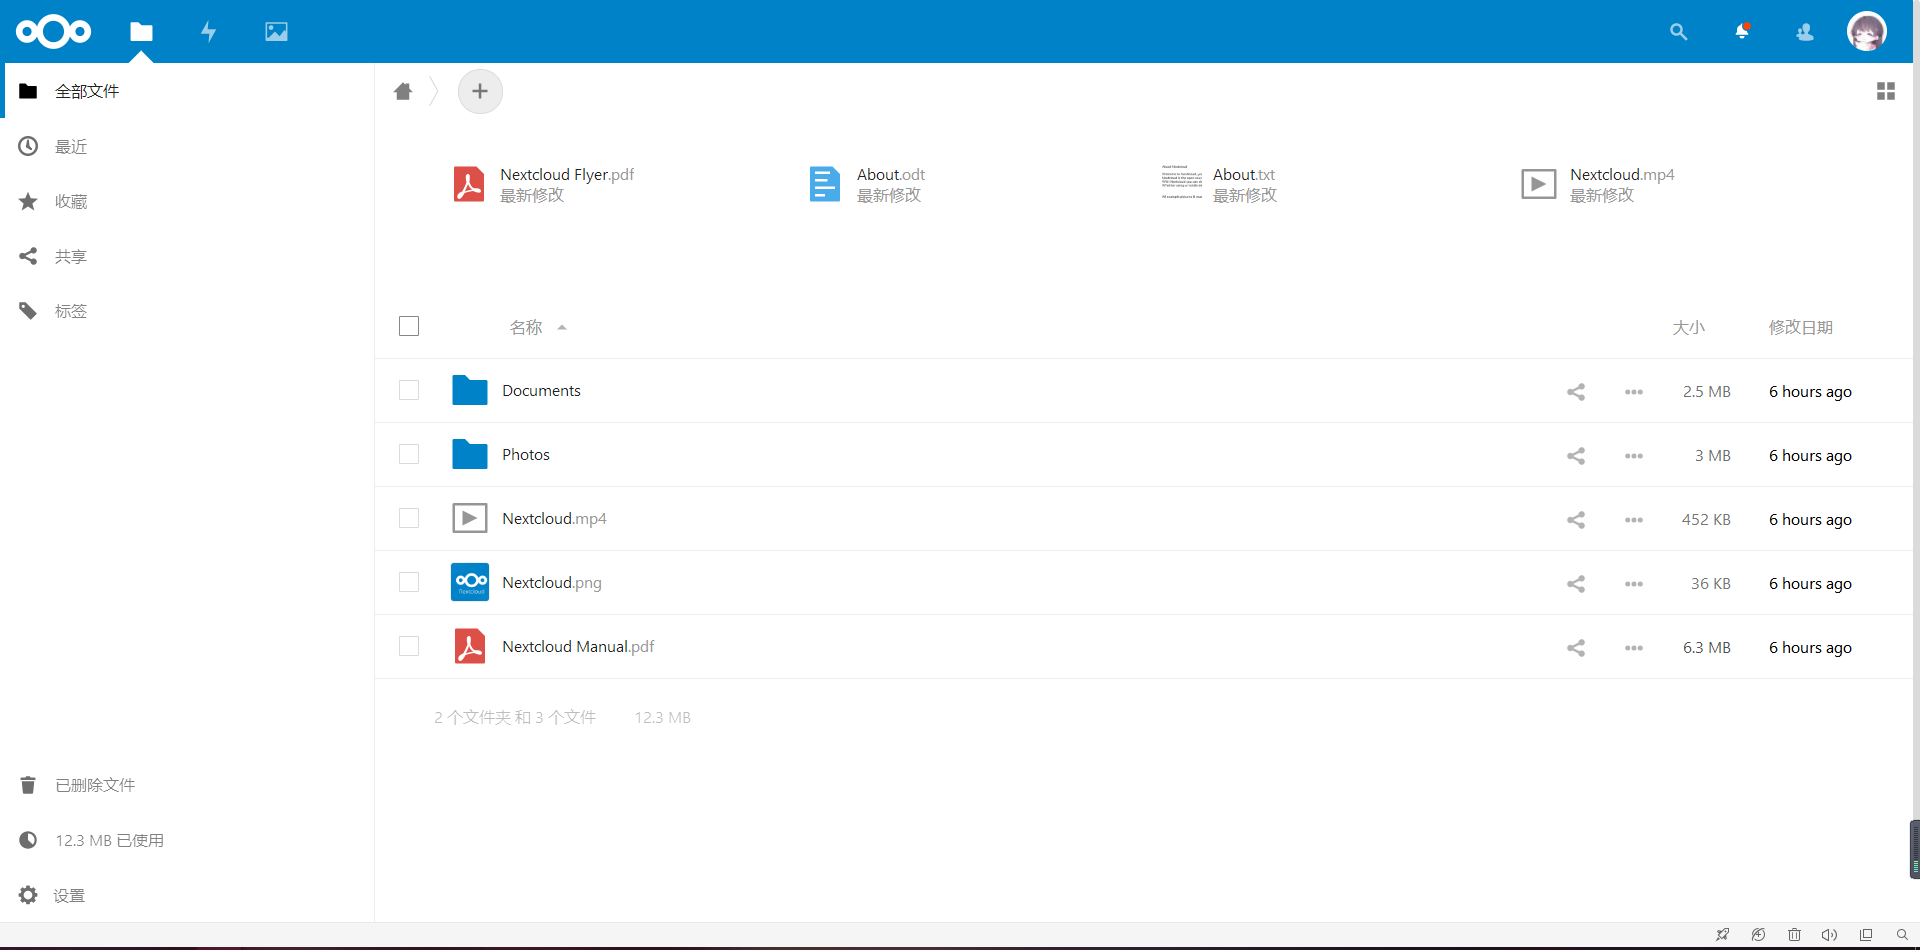 全部文件
最近
收藏
共享
标签
Nextcloud Flyer.pdf
最新修改
About.odt
最新修改
About.txt
最新修改
Nextcloud.mp4
最新修改
名称 大小 修改日期
Documents 2.5 MB 6 hours ago
Photos 3 MB 6 hours ago
Nextcloud.mp4 452 KB 6 hours ago
Nextcloud.png 36 KB 6 hours ago
Nextcloud Manual.pdf 6.3 MB 6 hours ago
2 个文件夹 和 3 个文件 12.3 MB
已删除文件
12.3 MB 已使用
设置